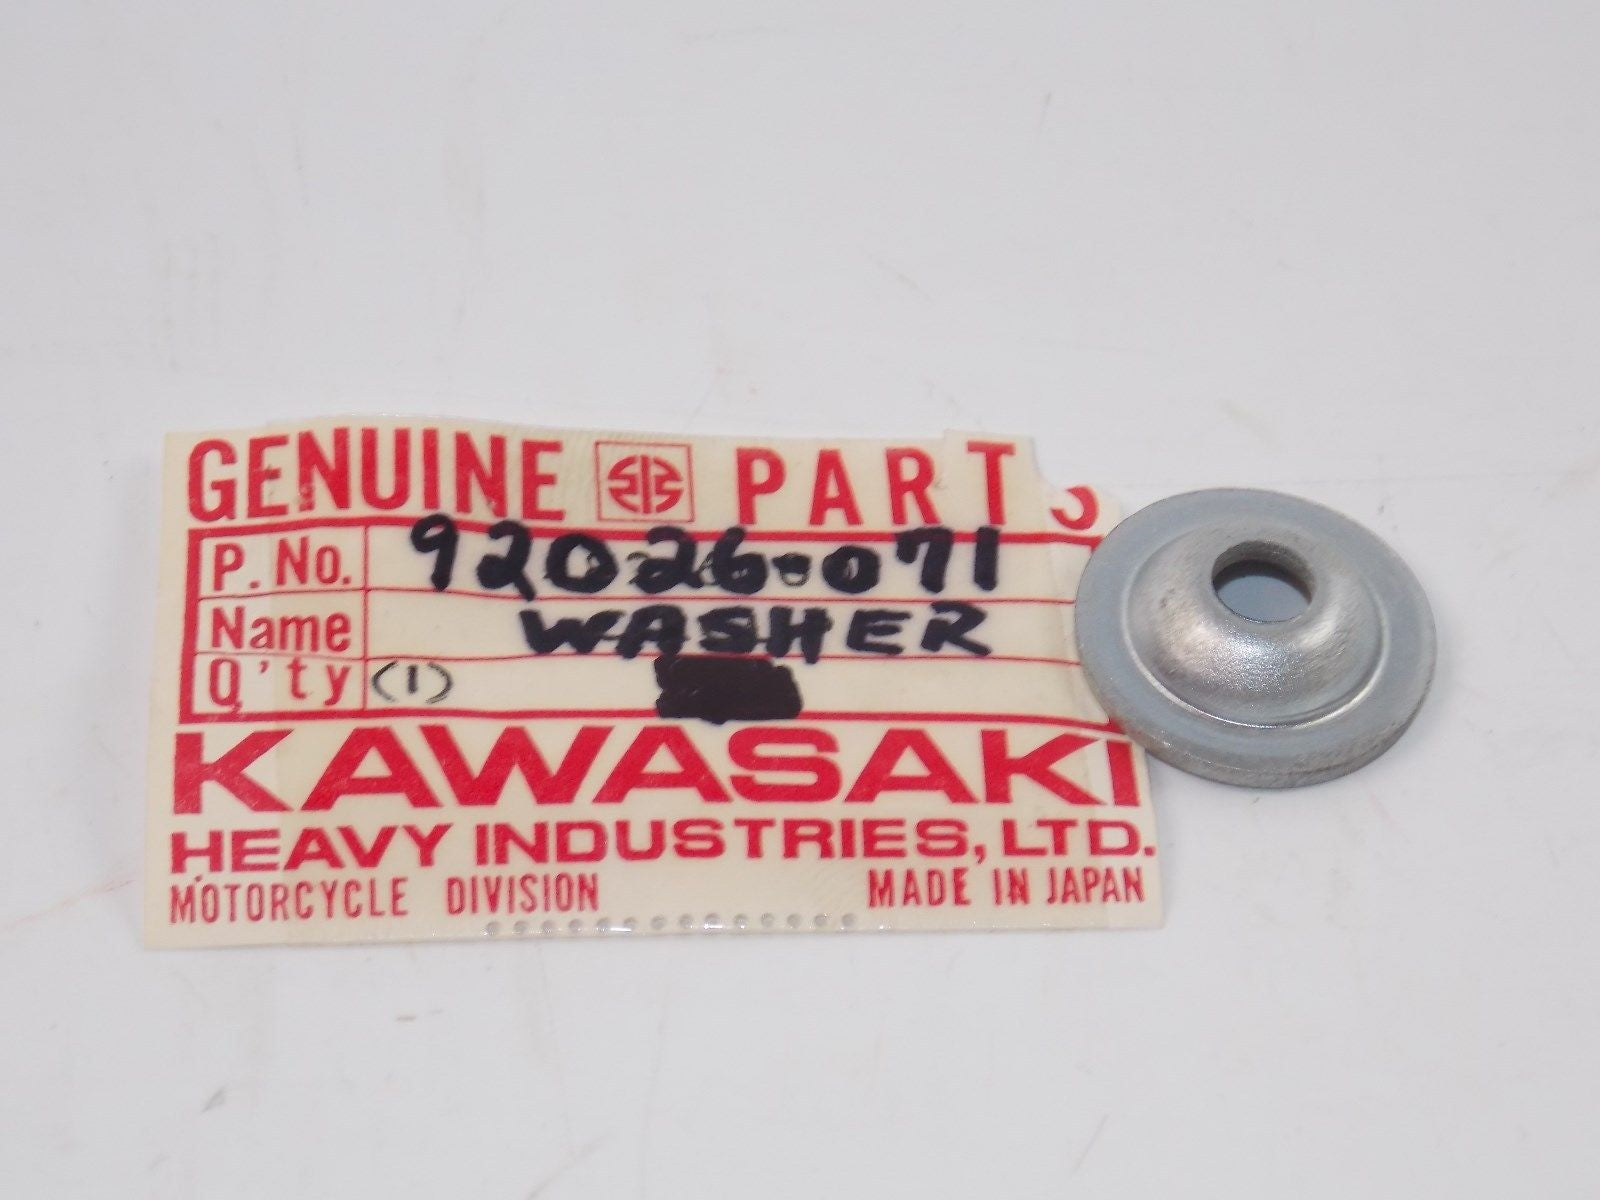 GENUINE PARTS
P. No. 92026-071
Name WASHER
Q'ty (1)
KAWASAKI
HEAVY INDUSTRIES, LTD.
MOTORCYCLE DIVISION MADE IN JAPAN